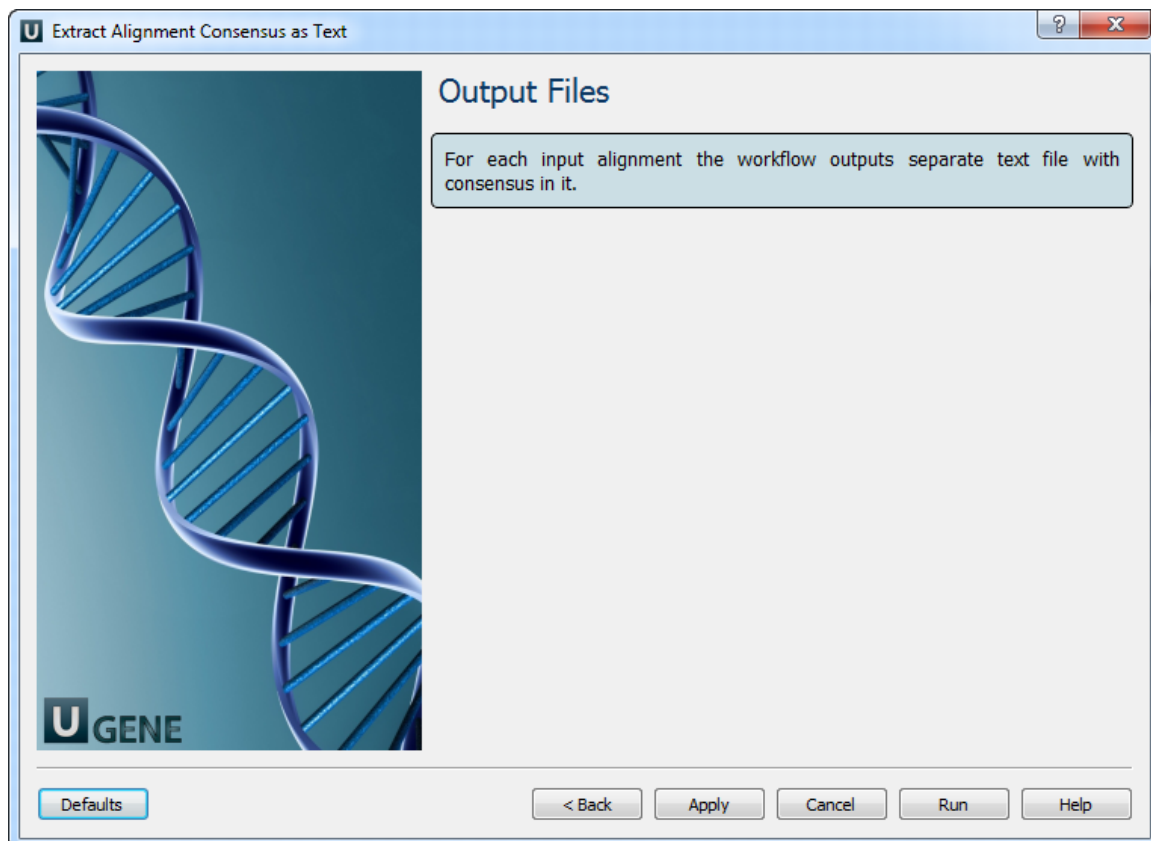 U Extract Alignment Consensus as Text
? X
Output Files
For each input alignment the workflow outputs separate text file with
consensus in it.
U GENE
Defaults < Back Apply Cancel Run Help